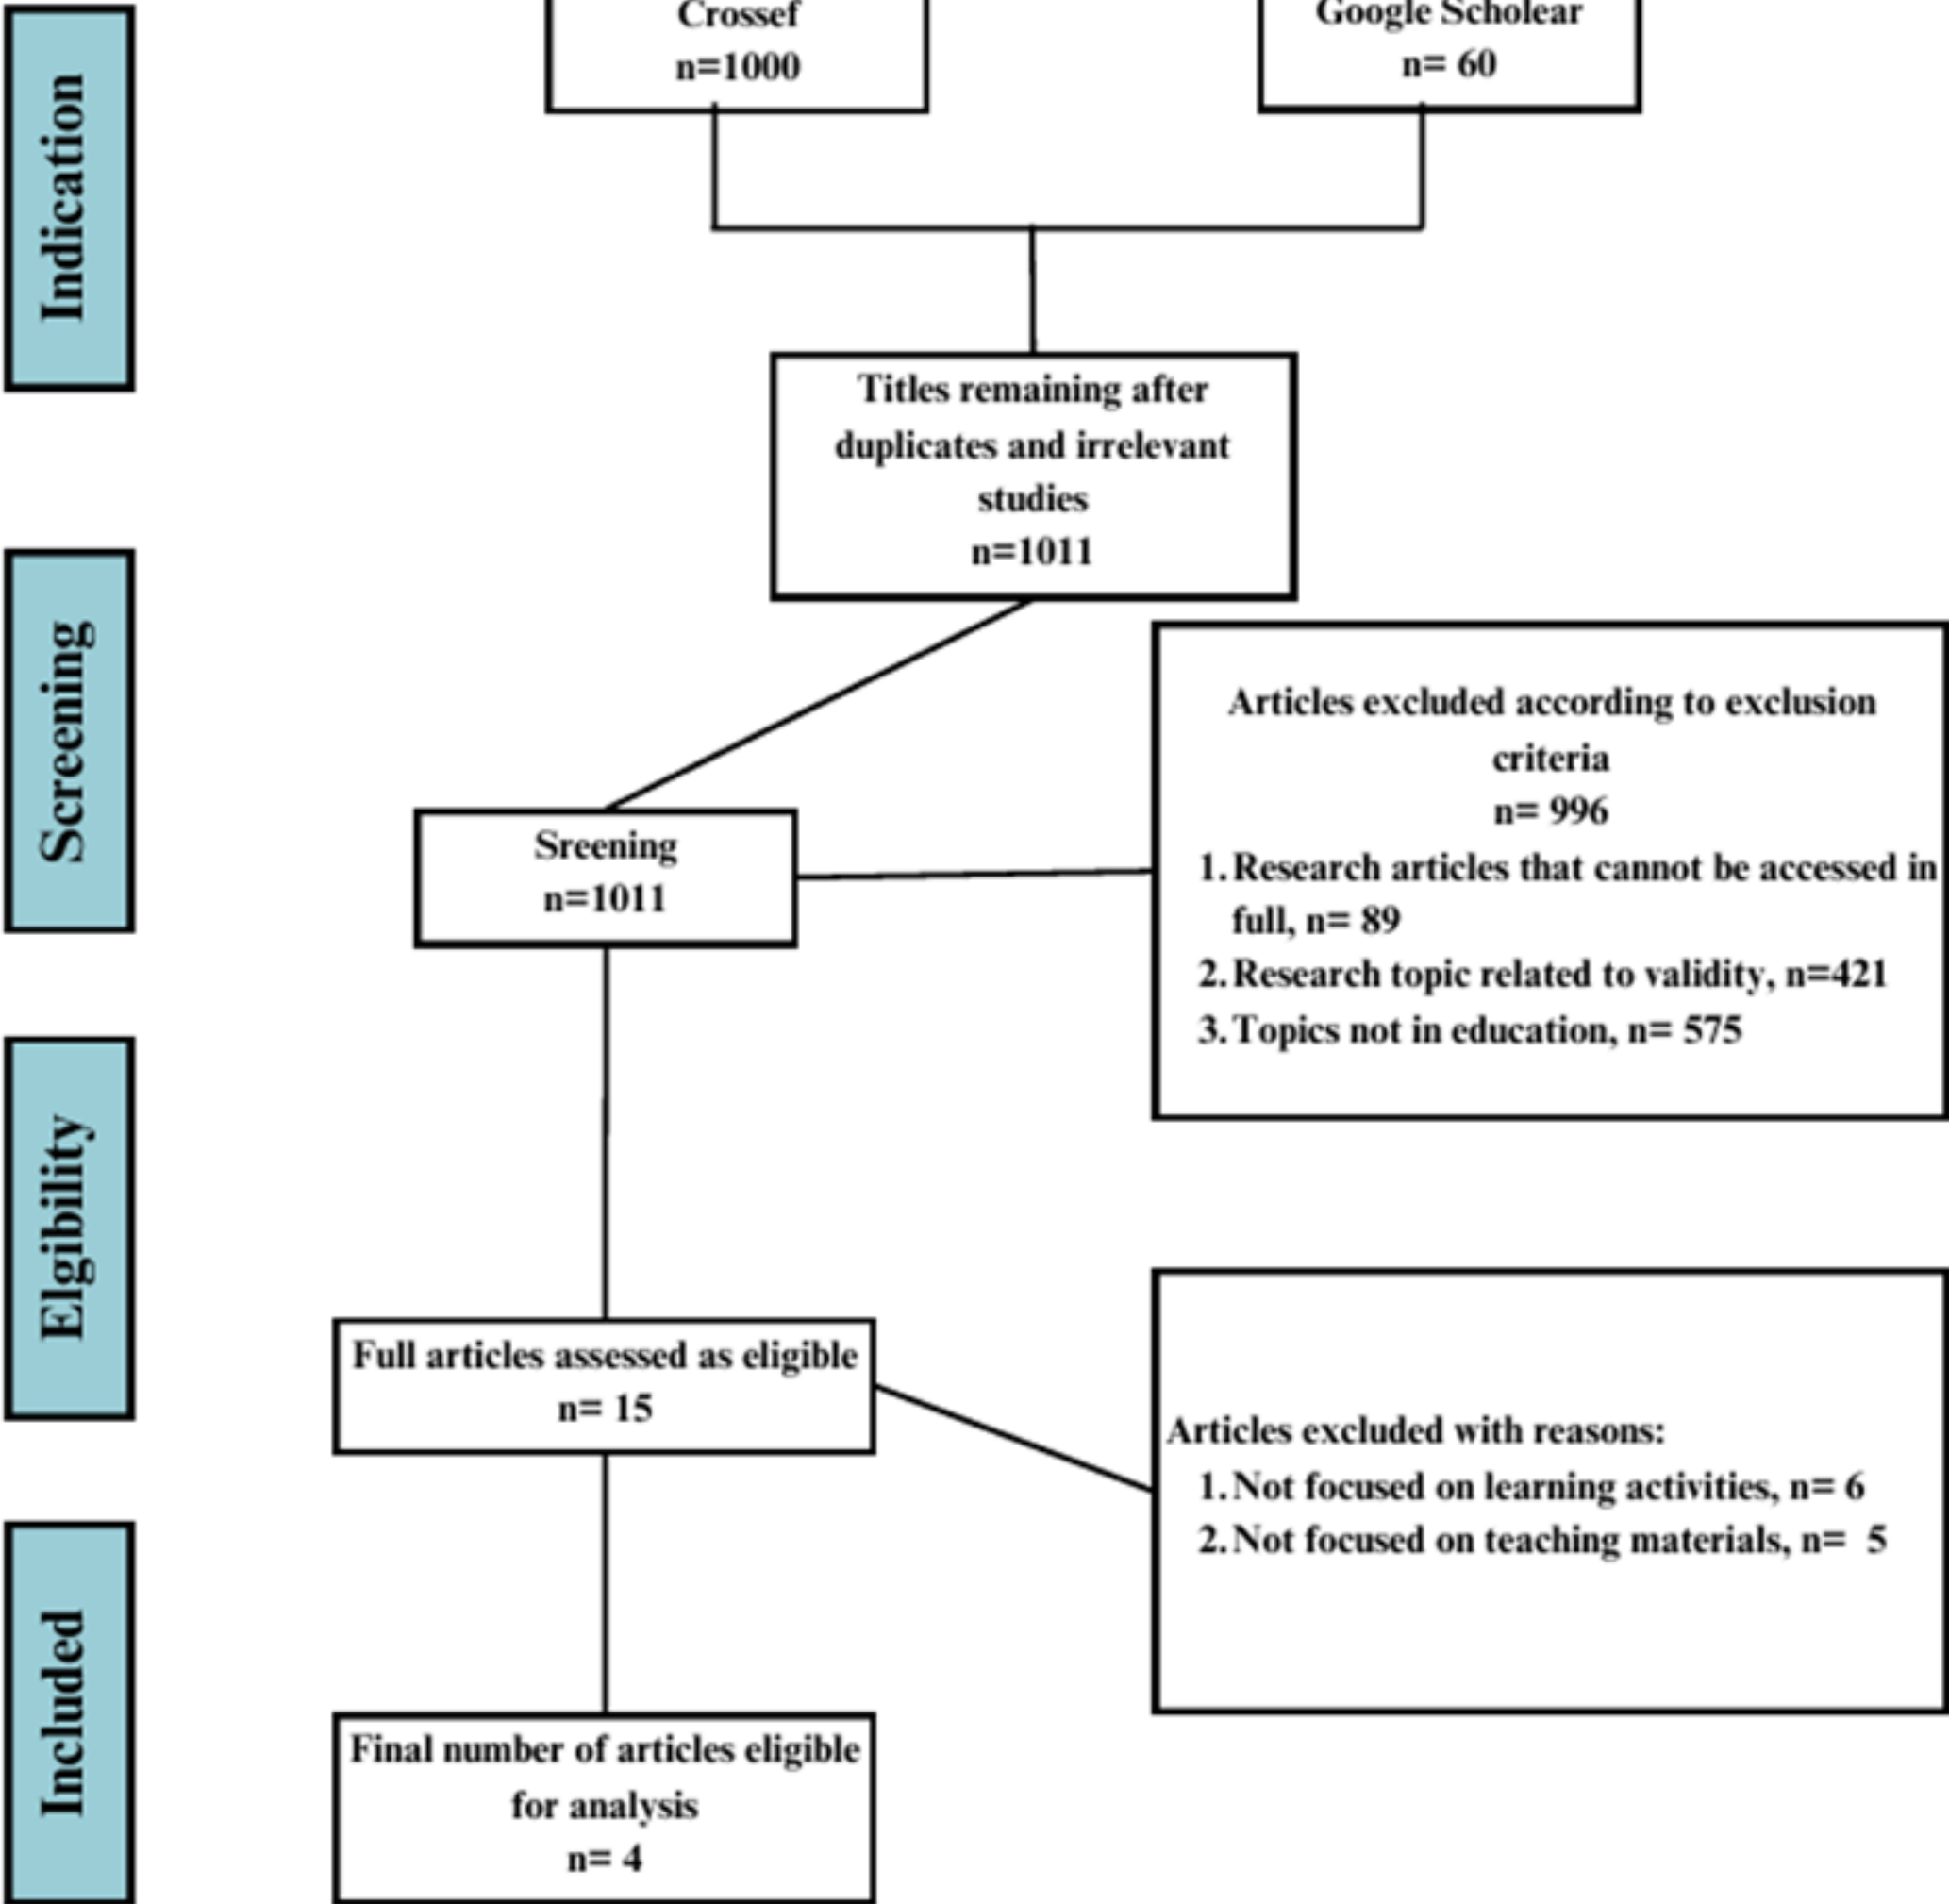 Indication
Crossef
n=1000
Google Scholear
n= 60
Titles remaining after
duplicates and irrelevant
studies
n=1011
Screening
Sreening
n=1011
Articles excluded according to exclusion
criteria
n= 996
1. Research articles that cannot be accessed in
full, n= 89
2. Research topic related to validity, n=421
3. Topics not in education, n= 575
Elgibility
Full articles assessed as eligible
n= 15
Articles excluded with reasons:
1. Not focused on learning activities, n= 6
2. Not focused on teaching materials, n=  5
Included
Final number of articles eligible
for analysis
n= 4